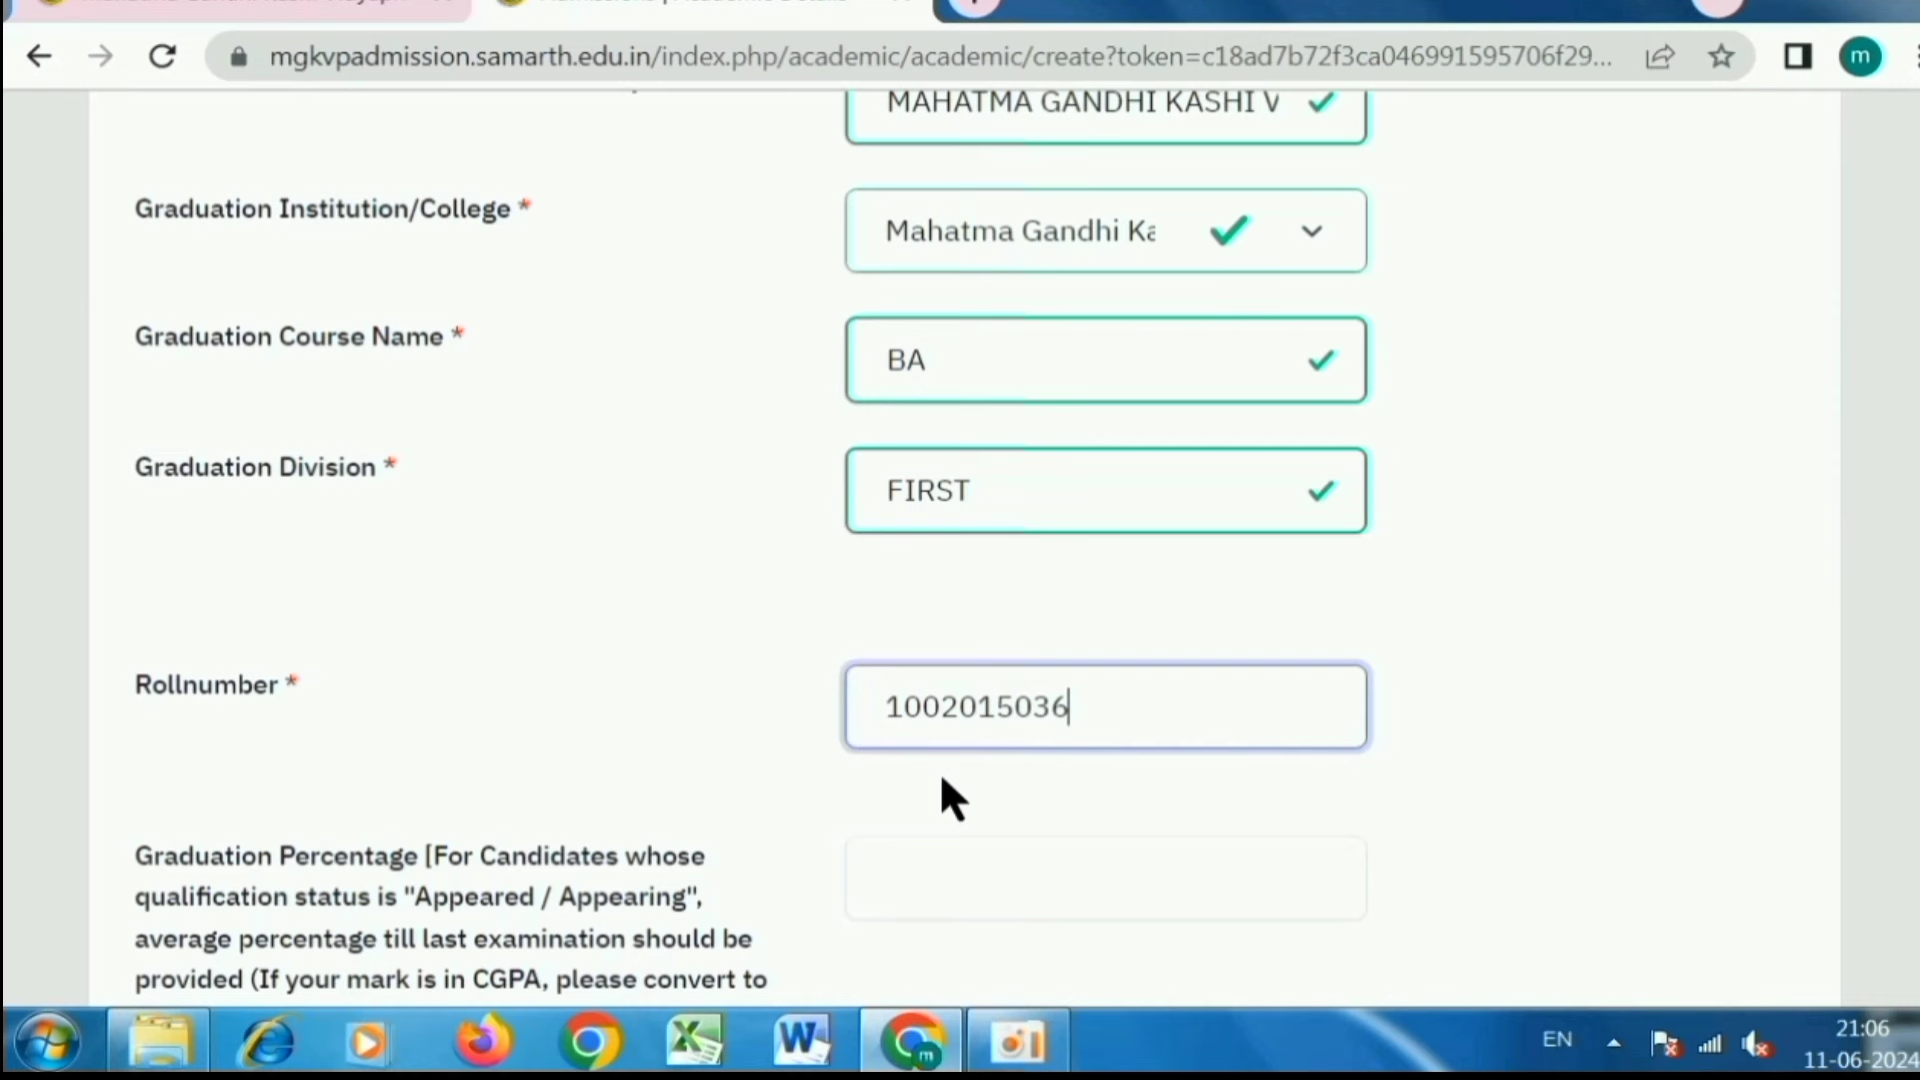 mgkvpadmission.samarth.edu.in/index.php/academic/academic/create?token=c18ad7b72f3ca046991595706f29...
m
MAHATMA GANDHI KASHI V
Graduation Institution/College *
Mahatma Gandhi Ka
Graduation Course Name *
BA
Graduation Division *
FIRST
Rollnumber *
1002015036
Graduation Percentage [For Candidates whose
qualification status is "Appeared / Appearing",
average percentage till last examination should be
provided (If your mark is in CGPA, please convert to
m
EN
21:06
11-06-2024